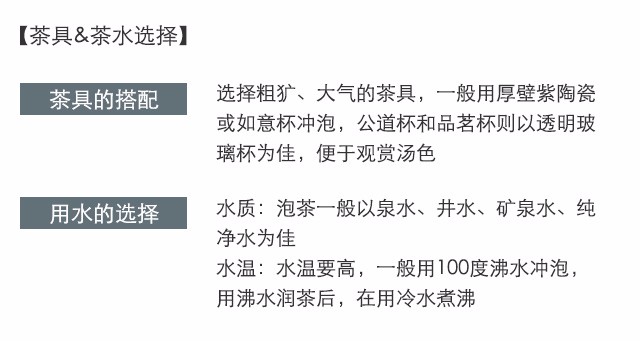 【茶具&茶水选择】
茶具的搭配
选择粗犷、大气的茶具，一般用厚壁紫陶瓷
或如意杯冲泡，公道杯和品茗杯则以透明玻
璃杯为佳，便于观赏汤色
用水的选择
水质：泡茶一般以泉水、井水、矿泉水、纯
净水为佳
水温：水温要高，一般用100度沸水冲泡，
用沸水润茶后，在用冷水煮沸